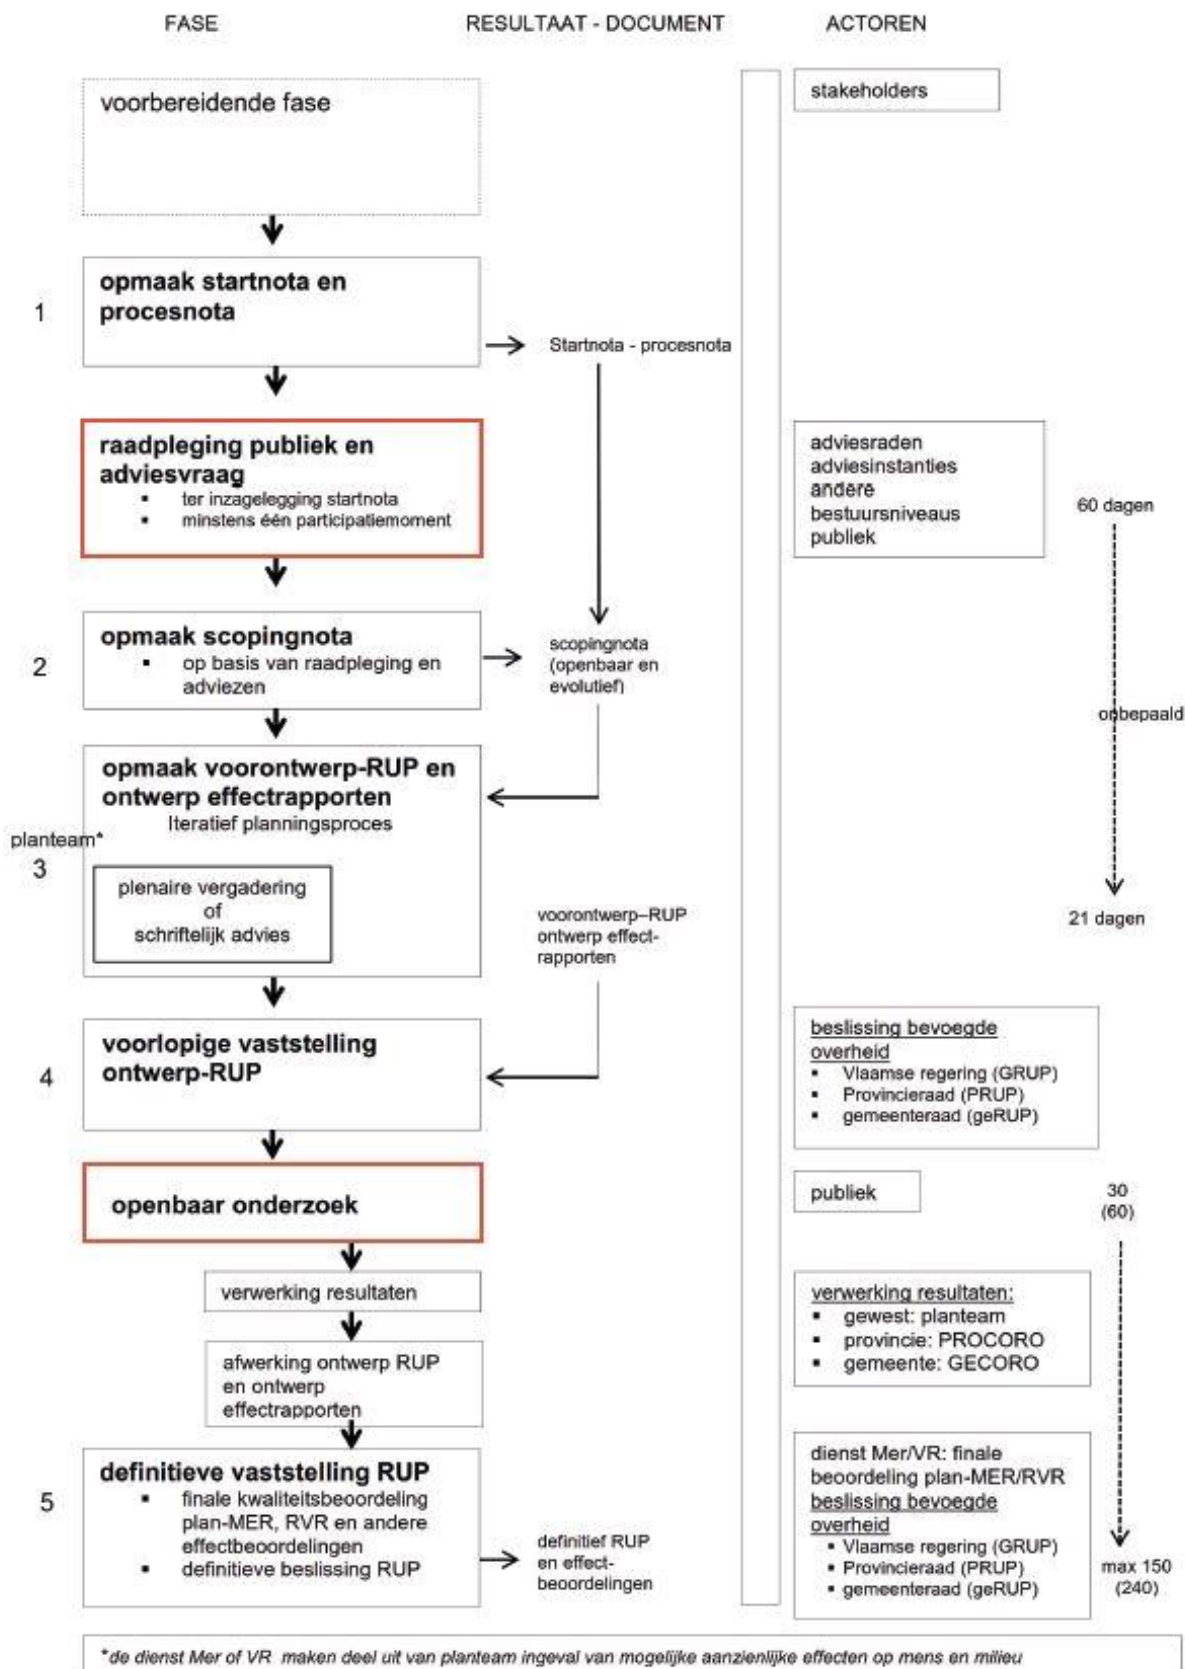 FASE
RESULTAAT - DOCUMENT
ACTOREN
voorbereidende fase
stakeholders
1
opmaak startnota en
procesnota
Startnota - procesnota
raadpleging publiek en
adviesvraag
▪ ter inzagelegging startnota
▪ minstens één participatiemoment
adviesraden
adviesinstanties
andere
bestuursniveaus
publiek
60 dagen
2
opmaak scopingnota
▪ op basis van raadpleging en
adviezen
scopingnota
(openbaar en
evolutief)
onbepaald
opmaak voorontwerp-RUP en
ontwerp effectrapporten
Iteratief planningsproces
planteam*
3
plenaire vergadering
of
schriftelijk advies
voorontwerp–RUP
ontwerp effect-
rapporten
21 dagen
4
voorlopige vaststelling
ontwerp-RUP
beslissing bevoegde
overheid
▪ Vlaamse regering (GRUP)
▪ Provincieraad (PRUP)
▪ gemeenteraad (geRUP)
openbaar onderzoek
publiek
30
(60)
verwerking resultaten
verwerking resultaten:
▪ gewest: planteam
▪ provincie: PROCORO
▪ gemeente: GECORO
afwerking ontwerp RUP
en ontwerp
effectrapporten
5
definitieve vaststelling RUP
▪ finale kwaliteitsbeoordeling
plan-MER, RVR en andere
effectbeoordelingen
▪ definitieve beslissing RUP
definitief RUP
en effect-
beoordelingen
dienst Mer/VR: finale
beoordeling plan-MER/RVR
beslissing bevoegde
overheid
▪ Vlaamse regering (GRUP)
▪ Provincieraad (PRUP)
▪ gemeenteraad (geRUP)
max 150
(240)
*de dienst Mer of VR maken deel uit van planteam ingeval van mogelijke aanzienlijke effecten op mens en milieu